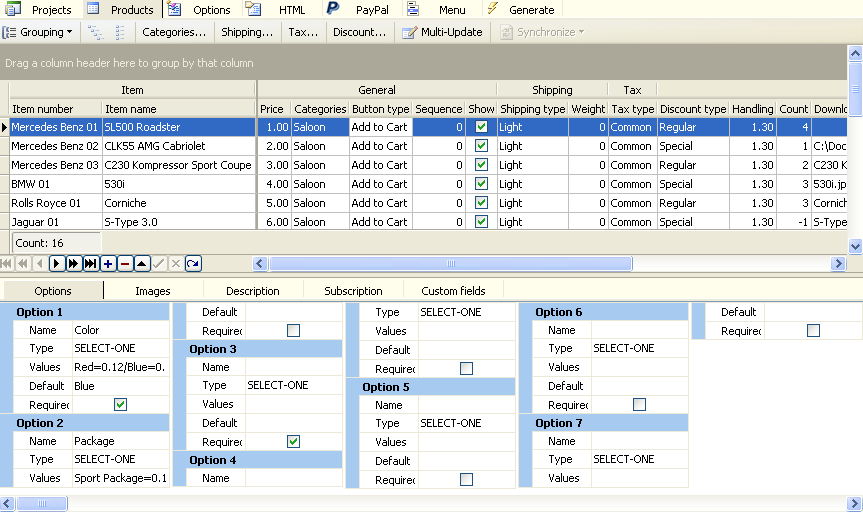 Projects Products Options HTML PayPal Menu Generate
Grouping Categories... Shipping... Tax... Discount... Multi-Update Synchronize
Drag a column header here to group by that column
Item General Shipping Tax
Item number Item name Price Categories Button type Sequence Show Shipping type Weight Tax type Discount type Handling Count Downlo
Mercedes Benz 01 SL500 Roadster 1.00 Saloon Add to Cart 0 Light 0 Common Regular 1.30 4
Mercedes Benz 02 CLK55 AMG Cabriolet 2.00 Saloon Add to Cart 0 Light 0 Common Special 1.30 1 C:\Doc
Mercedes Benz 03 C230 Kompressor Sport Coupe 3.00 Saloon Add to Cart 0 Light 0 Common Regular 1.30 2 C230 K
BMW 01 530i 4.00 Saloon Add to Cart 0 Light 0 Common Special 1.30 3 530i.jp
Rolls Royce 01 Corniche 5.00 Saloon Add to Cart 0 Light 0 Common Regular 1.30 3 Cornich
Jaguar 01 S-Type 3.0 6.00 Saloon Add to Cart 0 Light 0 Common Special 1.30 -1 S-Type
Count: 16
Options Images Description Subscription Custom fields
Option 1
Name Color
Type SELECT-ONE
Values Red=0.12/Blue=0.
Default Blue
Required
Option 2
Name Package
Type SELECT-ONE
Values Sport Package=0.1
Default
Required
Option 3
Name
Type SELECT-ONE
Values
Default
Required
Option 4
Name
Type SELECT-ONE
Values
Default
Required
Option 5
Name
Type SELECT-ONE
Values
Default
Required
Option 6
Name
Type SELECT-ONE
Values
Default
Required
Option 7
Name
Type SELECT-ONE
Values
Default
Required